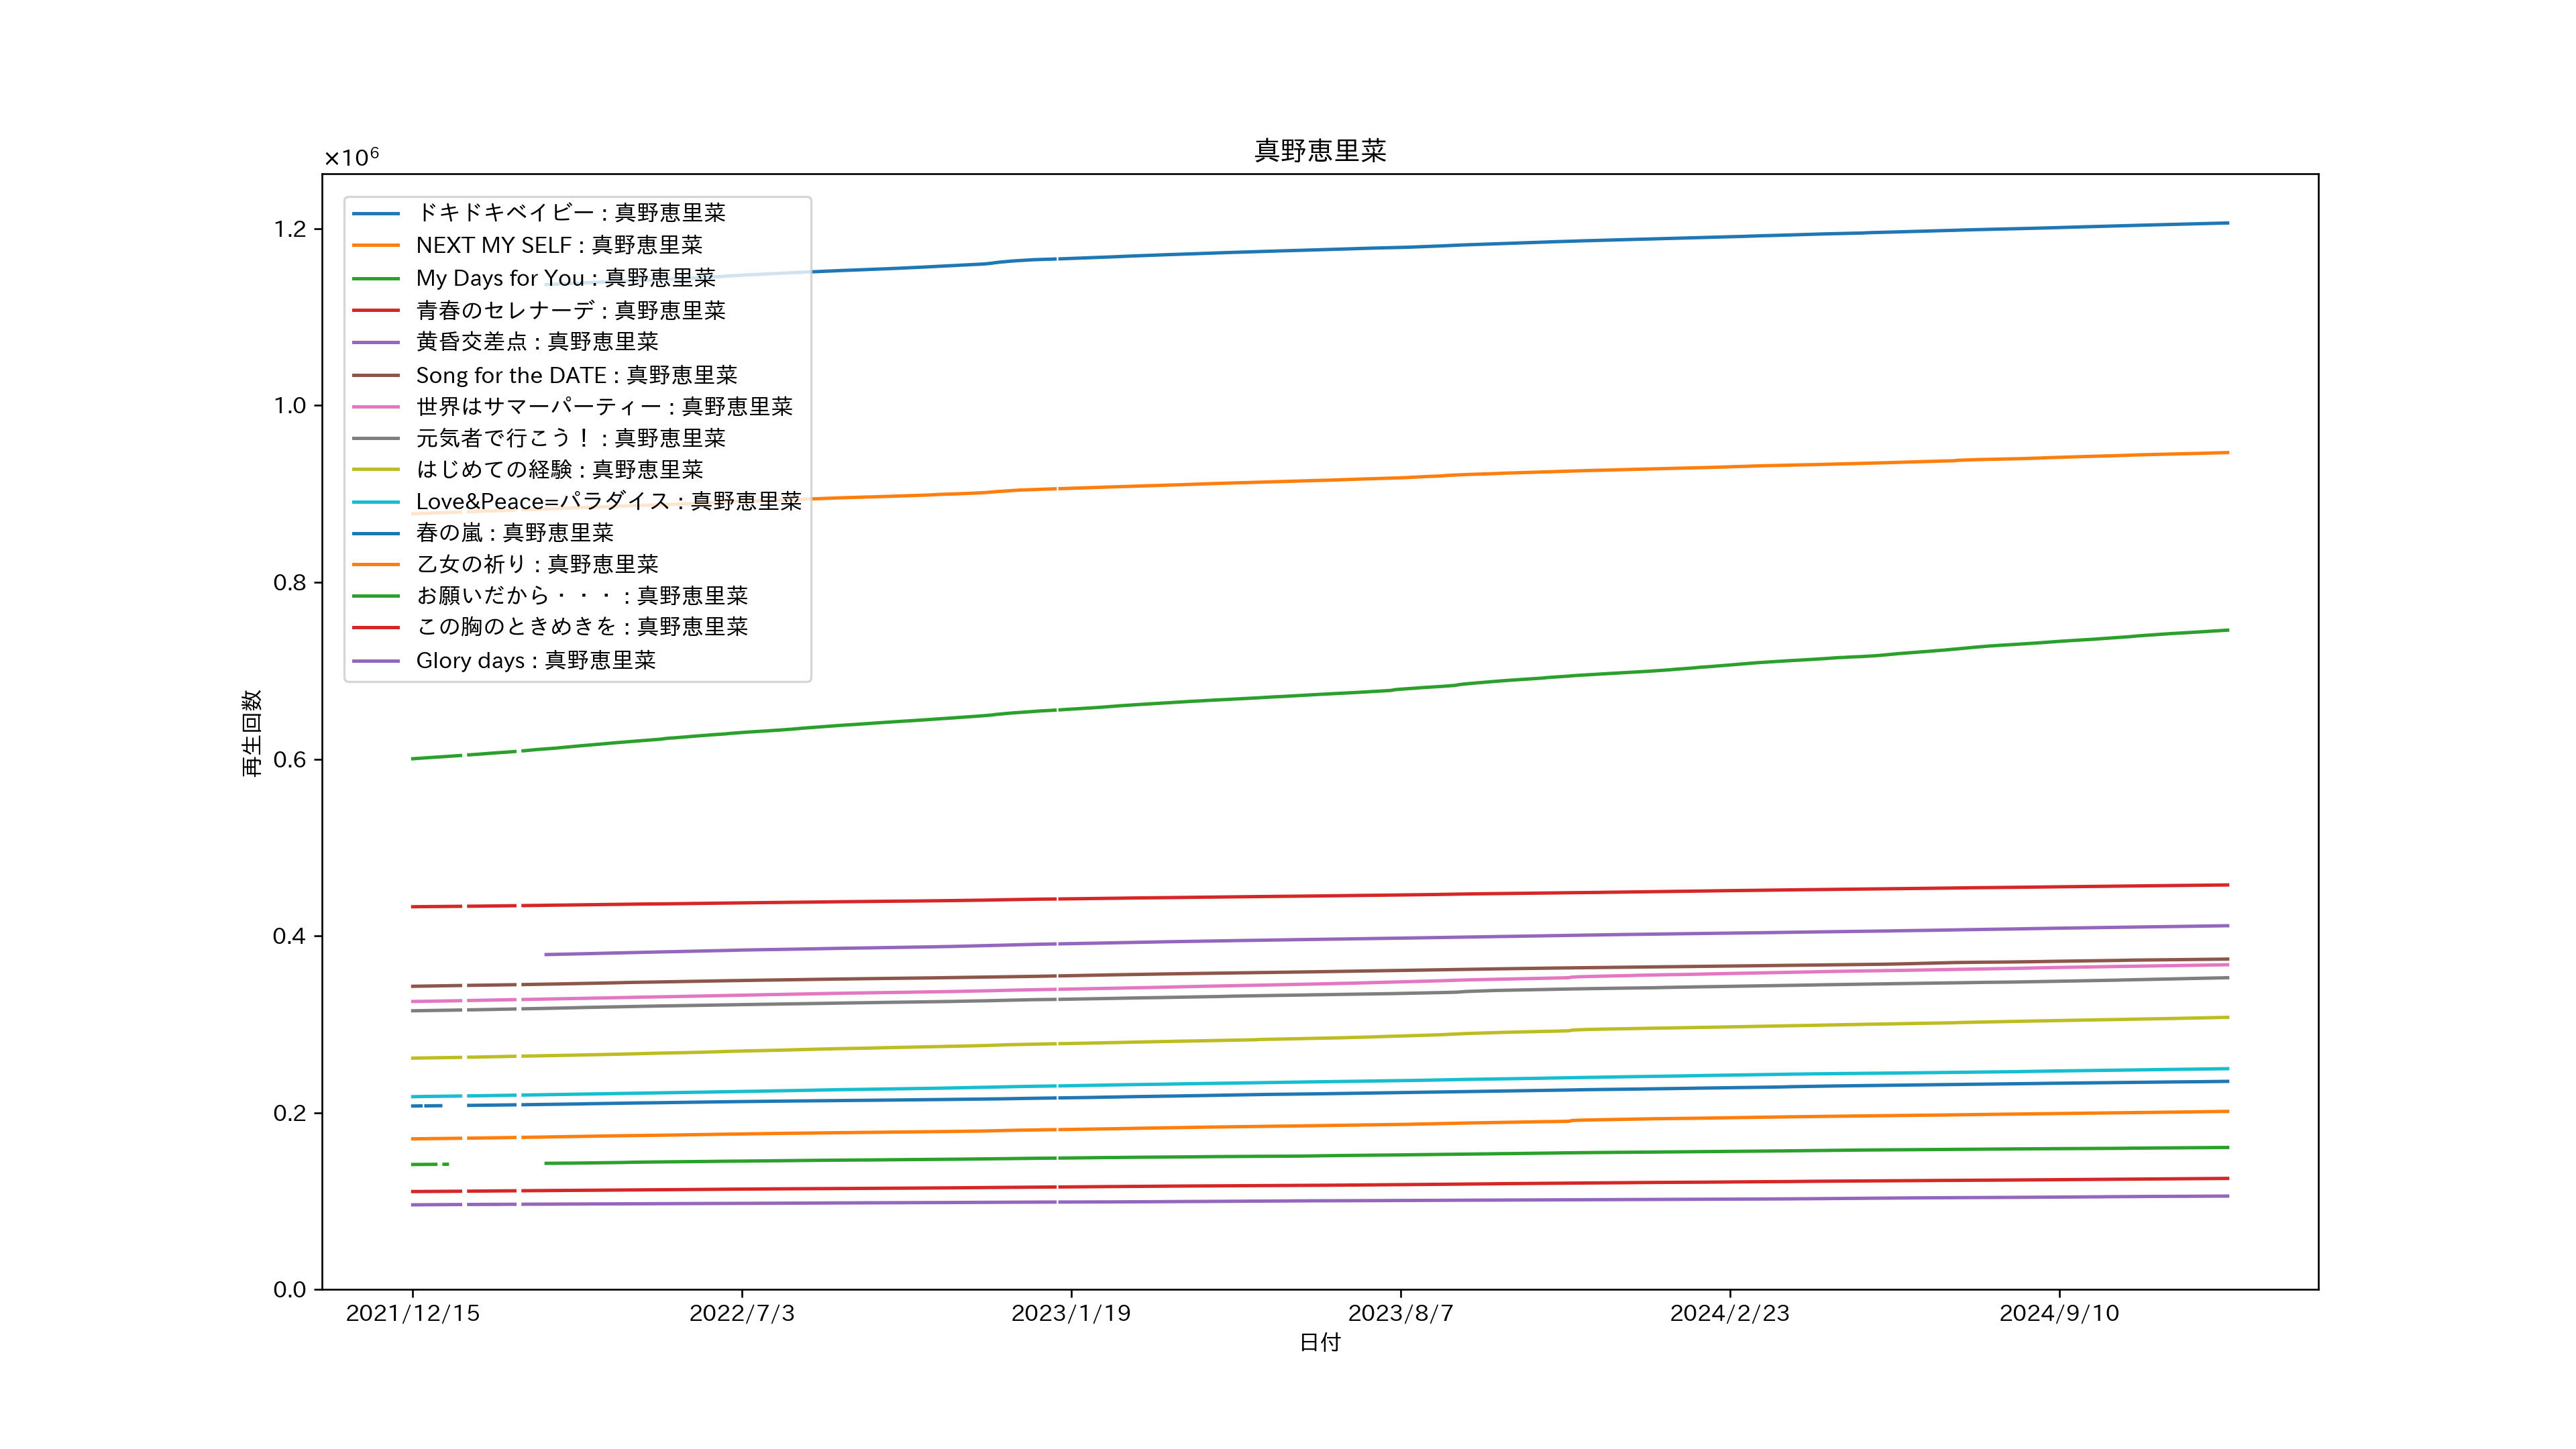 真野恵里菜
×10⁶
1.2
1.0
0.8
0.6
0.4
0.2
0.0
再生回数
ドキドキベイビー : 真野恵里菜
NEXT MY SELF : 真野恵里菜
My Days for You : 真野恵里菜
青春のセレナーデ : 真野恵里菜
黄昏交差点 : 真野恵里菜
Song for the DATE : 真野恵里菜
世界はサマーパーティー : 真野恵里菜
元気者で行こう！ : 真野恵里菜
はじめての経験 : 真野恵里菜
Love&Peace=パラダイス : 真野恵里菜
春の嵐 : 真野恵里菜
乙女の祈り : 真野恵里菜
お願いだから・・・ : 真野恵里菜
この胸のときめきを : 真野恵里菜
Glory days : 真野恵里菜
2021/12/15
2022/7/3
2023/1/19
2023/8/7
2024/2/23
2024/9/10
日付